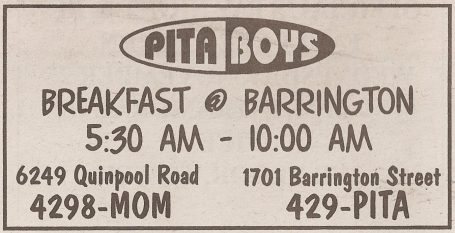 PITA BOYS
BREAKFAST @ BARRINGTON
5:30 AM - 10:00 AM
6249 Quinpool Road 1701 Barrington Street
4298-MOM 429-PITA